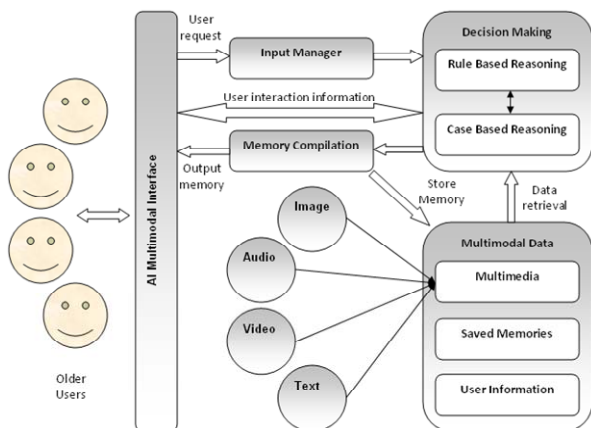 User
request
Input Manager
Decision Making
Rule Based Reasoning
User interaction information
Case Based Reasoning
Memory Compilation
Output
memory
AI Multimodal Interface
Store
Memory
Data
retrieval
Image
Audio
Video
Text
Multimodal Data
Multimedia
Saved Memories
User Information
Older
Users